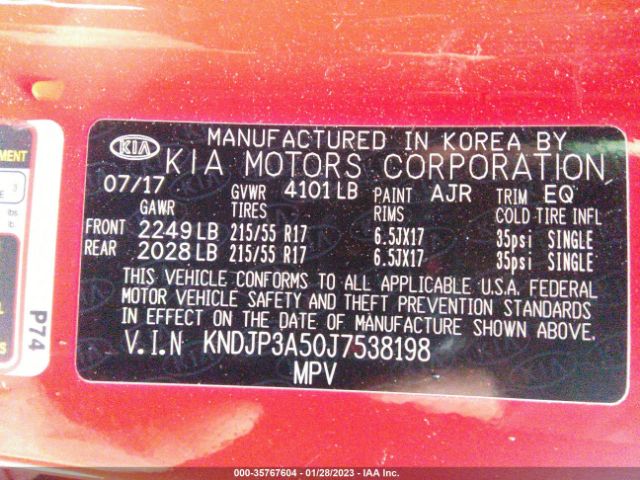 MENT
E 3
lbs
lb.
P74
KIA MANUFACTURED IN KOREA BY
KIA MOTORS CORPORATION
07/17 GVWR 4101 LB PAINT AJR TRIM EQ
GAWR TIRES RIMS COLD TIRE INFL
FRONT 2249 LB 215/55 R17 6.5JX17 35psi SINGLE
REAR 2028 LB 215/55 R17 6.5JX17 35psi SINGLE
THIS VEHICLE CONFORMS TO ALL APPLICABLE U.S.A. FEDERAL
MOTOR VEHICLE SAFETY AND THEFT PREVENTION STANDARDS
IN EFFECT ON THE DATE OF MANUFACTURE SHOWN ABOVE.
V.I.N KNDJP3A50J7538198
MPV
000-35767604 - 01/28/2023 - IAA Inc.